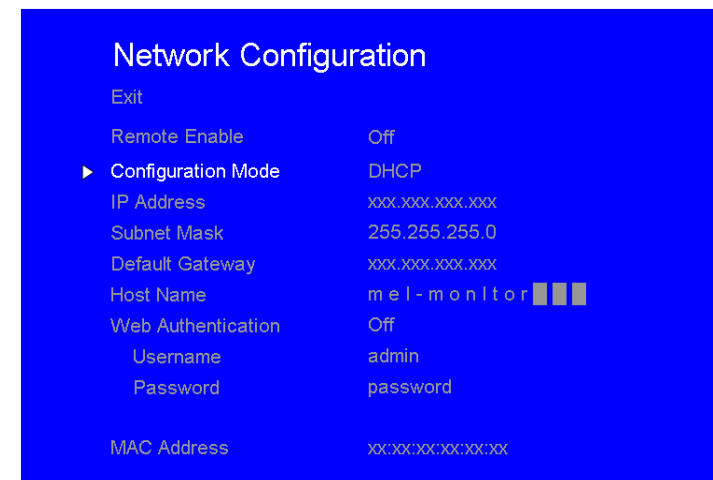 Network Configuration
Exit
Remote Enable Off
Configuration Mode DHCP
IP Address xxx.xxx.xxx.xxx
Subnet Mask 255.255.255.0
Default Gateway xxx.xxx.xxx.xxx
Host Name mel-monItor
Web Authentication Off
Username admin
Password password
MAC Address xx:xx:xx:xx:xx:xx